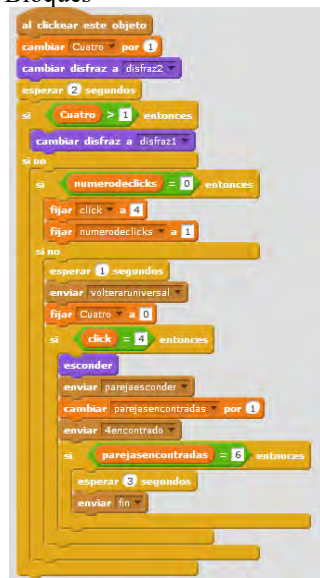 Bloques
al clickear este objeto
cambiar Cuatro por 1
cambiar disfraz a disfraz2
esperar 2 segundos
si Cuatro > 1 entonces
cambiar disfraz a disfraz1
si no
si numerodeclicks = 0 entonces
fijar click a 4
fijar numerodeclicks a 1
si no
esperar 1 segundos
enviar volteraruniversal
fijar Cuatro a 0
si click = 4 entonces
esconder
enviar parejaesconder
cambiar parejasencontradas por 1
enviar 4encontrado
si parejasencontradas = 6 entonces
esperar 3 segundos
enviar fin